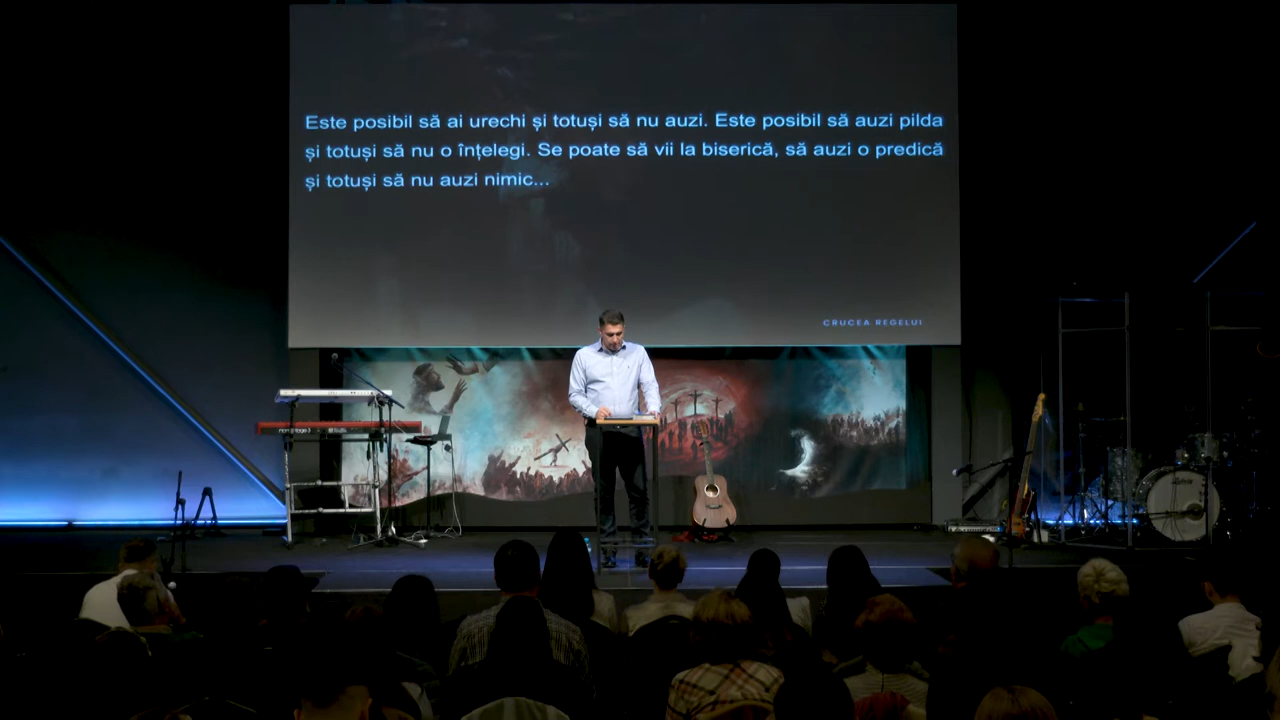 Este posibil să ai urechi și totuși să nu auzi. Este posibil să auzi pilda
și totuși să nu o înțelegi. Se poate să vii la biserică, să auzi o predică
și totuși să nu auzi nimic...
CRUCEA REGELUI